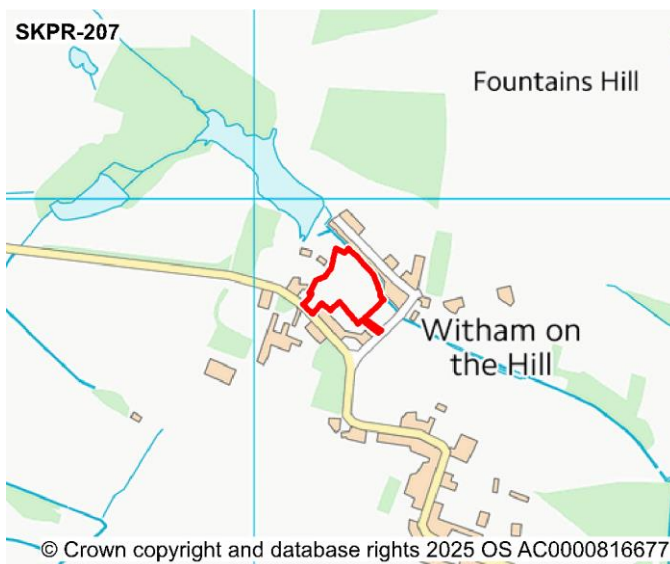 SKPR-207
Fountains Hill
Witham on
the Hill
© Crown copyright and database rights 2025 OS AC0000816677